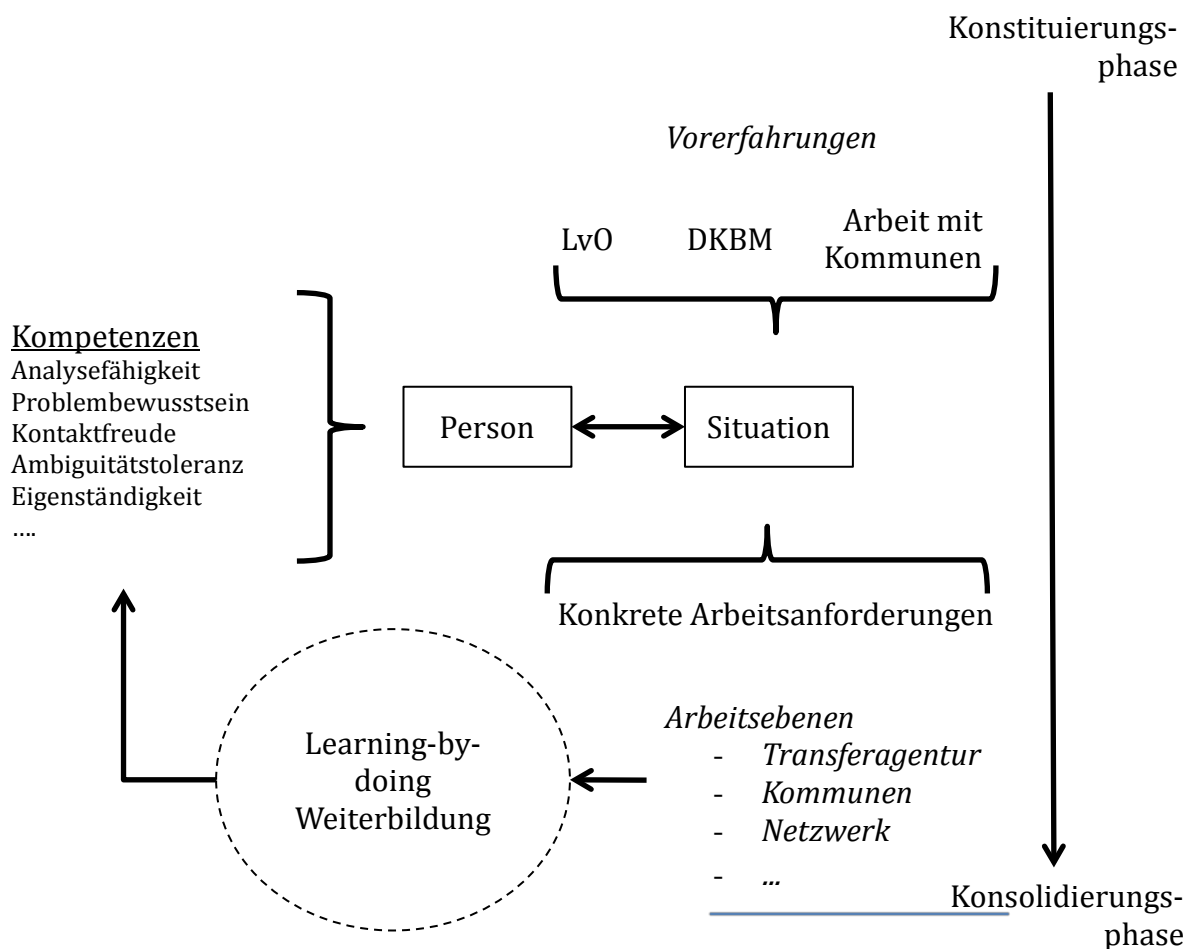 Konstituierungs-
phase
Vorerfahrungen
LvO
DKBM
Arbeit mit
Kommunen
Kompetenzen
Analysefähigkeit
Problembewusstsein
Kontaktfreude
Ambiguitätstoleranz
Eigenständigkeit
....
Person
Situation
Konkrete Arbeitsanforderungen
Learning-by-
doing
Weiterbildung
Arbeitsebenen
- Transferagentur
- Kommunen
- Netzwerk
- ...
Konsolidierungs-
phase